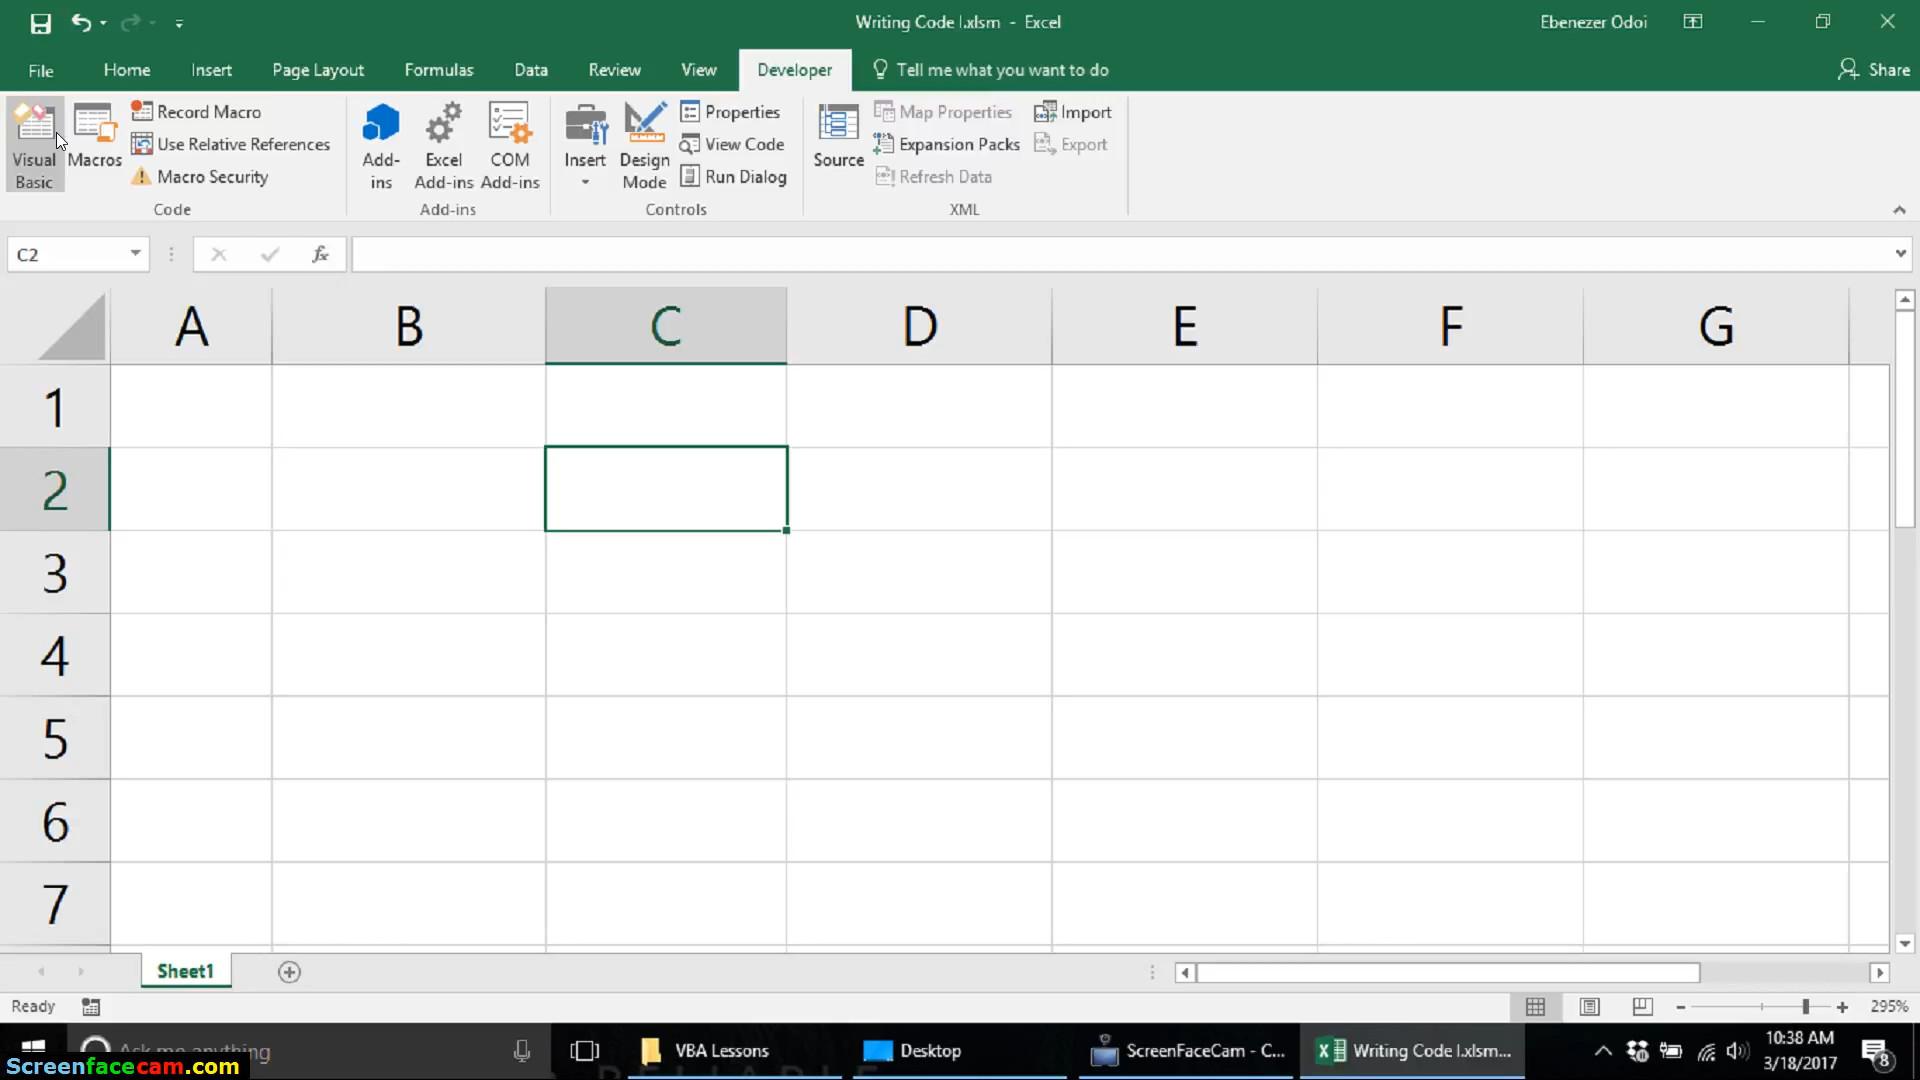 Writing Code I.xlsm - Excel
Ebenezer Odoi
File Home Insert Page Layout Formulas Data Review View Developer Tell me what you want to do Share
Visual Basic
Macros
Record Macro
Use Relative References
Macro Security
Code
Add-ins
Excel Add-ins
COM Add-ins
Add-ins
Insert
Design Mode
Properties
View Code
Run Dialog
Controls
Source
Map Properties
Expansion Packs
Refresh Data
Import
Export
XML
C2
fx
A B C D E F G
1
2
3
4
5
6
7
Sheet1
Ready
295%
Ask me anything
VBA Lessons
Desktop
ScreenFaceCam - C...
Writing Code I.xlsm...
10:38 AM
3/18/2017
8
Screenfacecam.com